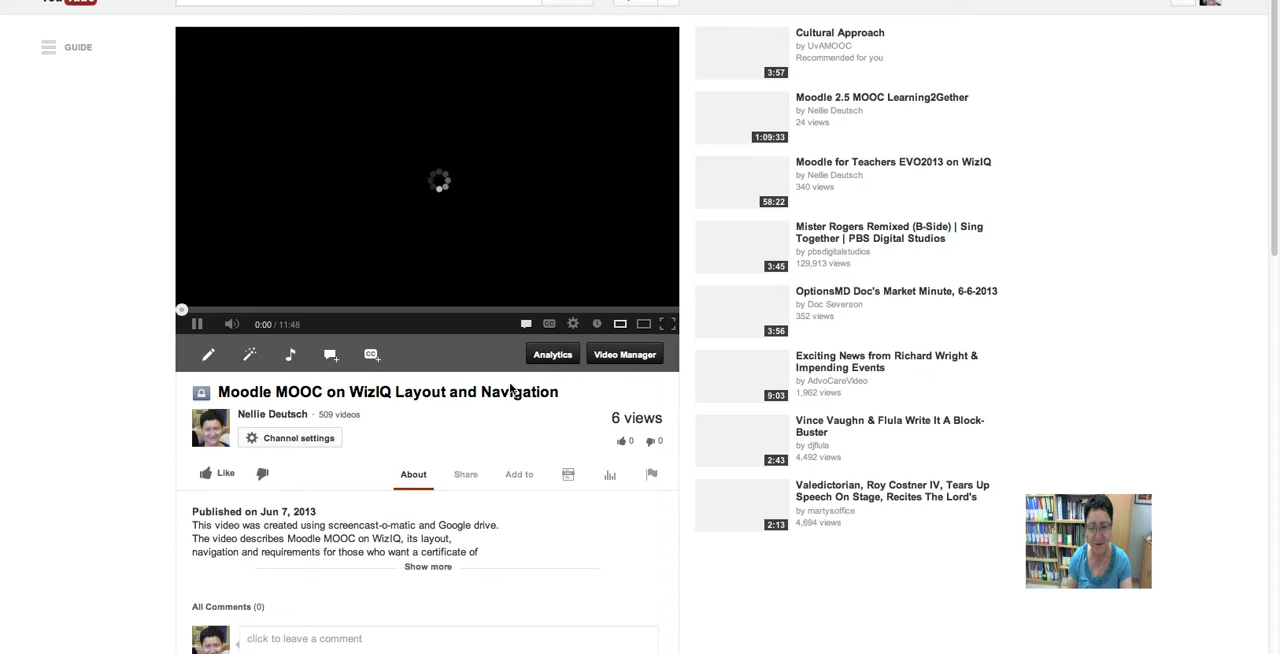 GUIDE
Moodle MOOC on WizIQ Layout and Navigation
0:00 / 11:48
CC
CC
Analytics
Video Manager
Nellie Deutsch · 509 videos
Channel settings
6 views
0
0
Like
About
Share
Add to
Published on Jun 7, 2013
This video was created using screencast-o-matic and Google drive.
The video describes Moodle MOOC on WizIQ, its layout,
navigation and requirements for those who want a certificate of
Show more
All Comments (0)
click to leave a comment
Cultural Approach
by UvAMOOC
Recommended for you
3:57
Moodle 2.5 MOOC Learning2Gether
by Nellie Deutsch
24 views
1:09:33
Moodle for Teachers EVO2013 on WizIQ
by Nellie Deutsch
340 views
58:22
Mister Rogers Remixed (B-Side) | Sing
Together | PBS Digital Studios
by pbsdigitalstudios
129,913 views
3:45
OptionsMD Doc's Market Minute, 6-6-2013
by Doc Severson
352 views
3:56
Exciting News from Richard Wright &
Impending Events
by AdvoCareVideo
1,962 views
9:03
Vince Vaughn & Flula Write It A Block-
Buster
by djflula
4,492 views
2:43
Valedictorian, Roy Costner IV, Tears Up
Speech On Stage, Recites The Lord's
by martysoffice
4,694 views
2:13